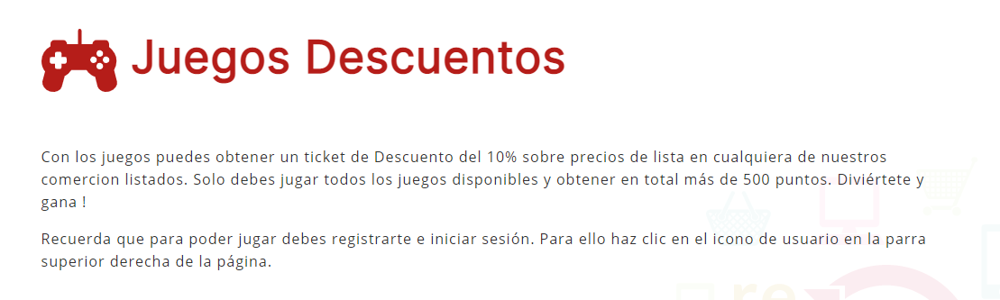 Juegos Descuentos
Con los juegos puedes obtener un ticket de Descuento del 10% sobre precios de lista en cualquiera de nuestros
comercion listados. Solo debes jugar todos los juegos disponibles y obtener en total más de 500 puntos. Diviértete y
gana !
Recuerda que para poder jugar debes registrarte e iniciar sesión. Para ello haz clic en el icono de usuario en la parra
superior derecha de la página.
re